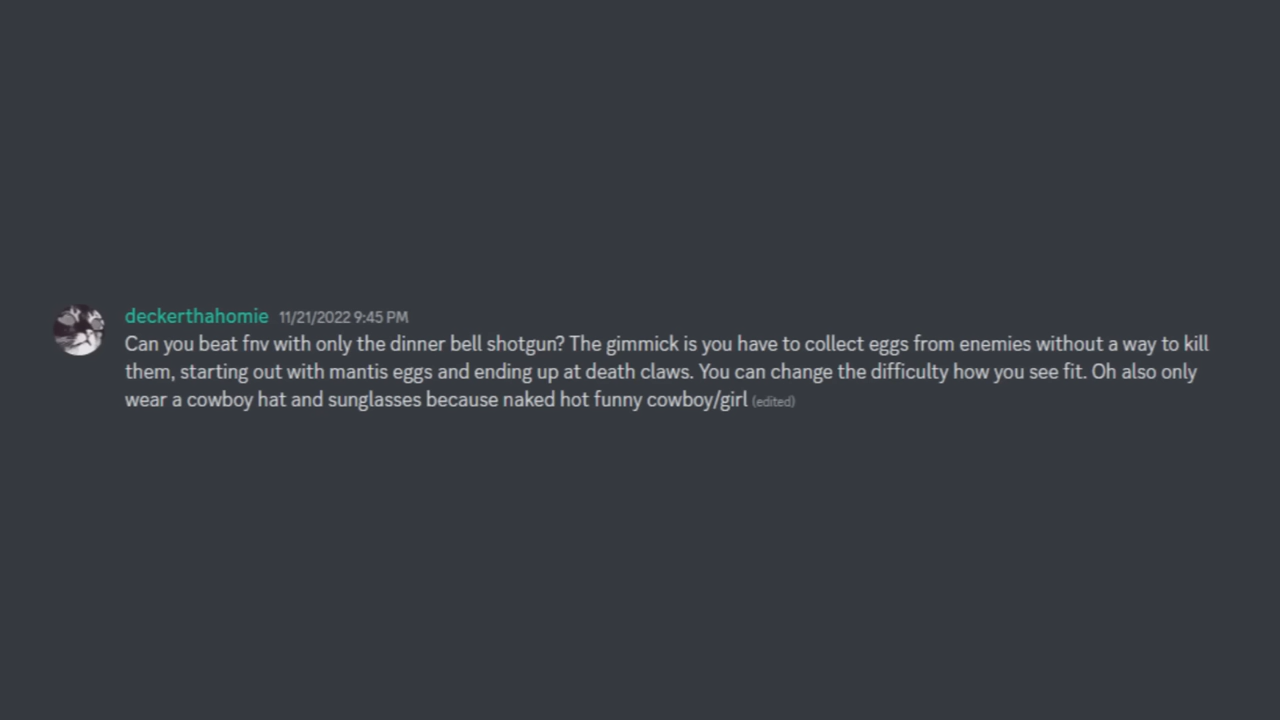 deckerthahomie 11/21/2022 9:45 PM
Can you beat fnv with only the dinner bell shotgun? The gimmick is you have to collect eggs from enemies without a way to kill
them, starting out with mantis eggs and ending up at death claws. You can change the difficulty how you see fit. Oh also only
wear a cowboy hat and sunglasses because naked hot funny cowboy/girl (edited)